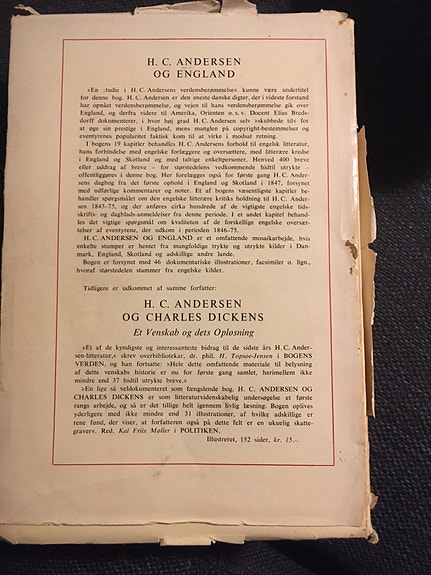 H. C. ANDERSEN
OG ENGLAND
»En studie i H. C. Andersens verdensberømmelse« kunne være undertitel
for denne bog. H. C. Andersen er den eneste danske digter, der i videste forstand
har opnået verdensberømmelse, og vejen til hans verdensberømmelse gik over
England, og derfra videre til Amerika, Orienten o. s. v. Docent Elias Breds-
dorff dokumenterer, i hvor høj grad H. C. Andersen selv »skubbede til« for
at øge sin prestige i England, mens manglen på copyright-bestemmelser og
eventyrenes popularitet faktisk kom til at virke i modsat retning.
I bogens 19 kapitler behandles H. C. Andersens forhold til engelsk litteratur,
hans forbindelse med engelske forlæggere og oversættere, med litterære kredse
i England og Skotland og med talrige enkeltpersoner. Henved 400 breve
eller uddrag af breve – for størstedelens vedkommende hidtil utrykte –
offentliggøres i denne bog. Her forelægges også for første gang H. C. Ander-
sens dagbog fra det første ophold i England og Skotland i 1847, forsynet
med udførlige kommentarer og noter. Et af bogens væsentligste kapitler be-
handler spørgsmålet om den engelske litterære kritiks holdning til H. C. Ander-
sen 1845-75, og der anføres cirka hundrede af de vigtigste engelske tids-
skrifts- og dagblads-anmeldelser fra denne periode. I et andet kapitel behand-
les det vigtige spørgsmål om kvaliteten af de forskellige engelske oversæt-
telser af eventyrene, der udkom i perioden 1846-75.
H. C. ANDERSEN OG ENGLAND er et omfattende mosaikarbejde, hvis
enkelte stumper er hentet fra mangfoldige trykte og utrykte kilder i Dan-
mark, England, Skotland og adskillige andre lande.
Bogen er forsynet med 46 dokumentariske illustrationer, facsimiler o. lign.,
hvoraf størstedelen stammer fra engelske kilder.
Tidligere er udkommet af samme forfatter:
H. C. ANDERSEN
OG CHARLES DICKENS
Et Venskab og dets Opløsning
»Et af de kyndigste og interessanteste bidrag til de sidste års H. C. Ander-
sen-litteratur,« skrev overbibliotekar, dr. phil. H. Topsøe-Jensen i BOGENS
VERDEN, og han fortsatte: »Hele dette omfattende materiale til belysning
af dette venskabs historie er nu for første gang samlet, herimellem ikke
mindre end 37 hidtil utrykte breve.«
»En lige så veldokumenteret som fængslende bog. H. C. ANDERSEN OG
CHARLES DICKENS er som litteraturvidenskabelig undersøgelse et første
rangs arbejde, og så er det tillige helt igennem livlig læsning. Bogen oplives
yderligere med ikke mindre end 31 illustrationer, af hvilke adskillige er
rene fund, der viser, at forfatteren også på dette felt er en ukuelig skatte-
graver«. Red. Kai Friis Møller i POLITIKEN.
Illustreret, 152 sider, kr. 15.–.